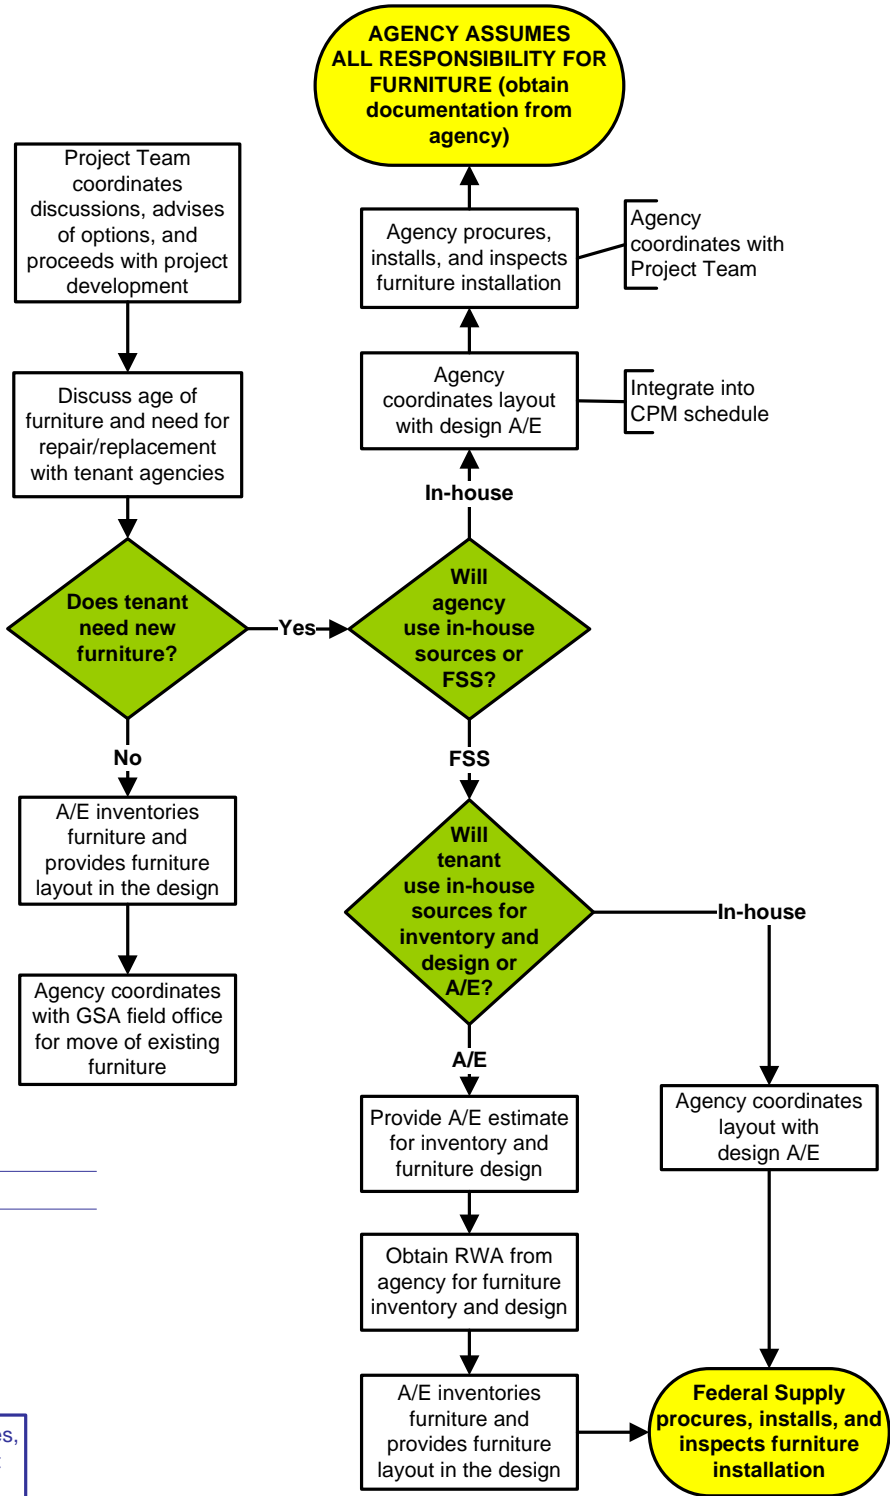 AGENCY ASSUMES
ALL RESPONSIBILITY FOR
FURNITURE (obtain
documentation from
agency)
Project Team
coordinates
discussions, advises
of options, and
proceeds with project
development
Agency procures,
installs, and inspects
furniture installation
Agency
coordinates with
Project Team
Discuss age of
furniture and need for
repair/replacement
with tenant agencies
Agency
coordinates layout
with design A/E
Integrate into
CPM schedule
In-house
Does tenant
need new
furniture?
Yes
Will
agency
use in-house
sources or
FSS?
No
FSS
A/E inventories
furniture and
provides furniture
layout in the design
Will
tenant
use in-house
sources for
inventory and
design or
A/E?
In-house
Agency coordinates
with GSA field office
for move of existing
furniture
A/E
Provide A/E estimate
for inventory and
furniture design
Agency coordinates
layout with
design A/E
Obtain RWA from
agency for furniture
inventory and design
A/E inventories
furniture and
provides furniture
layout in the design
Federal Supply
procures, installs, and
inspects furniture
installation